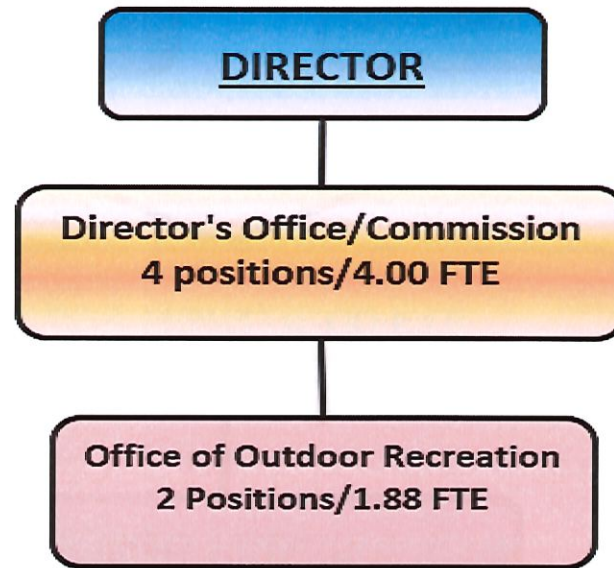 DIRECTOR
Director's Office/Commission
4 positions/4.00 FTE
Office of Outdoor Recreation
2 Positions/1.88 FTE